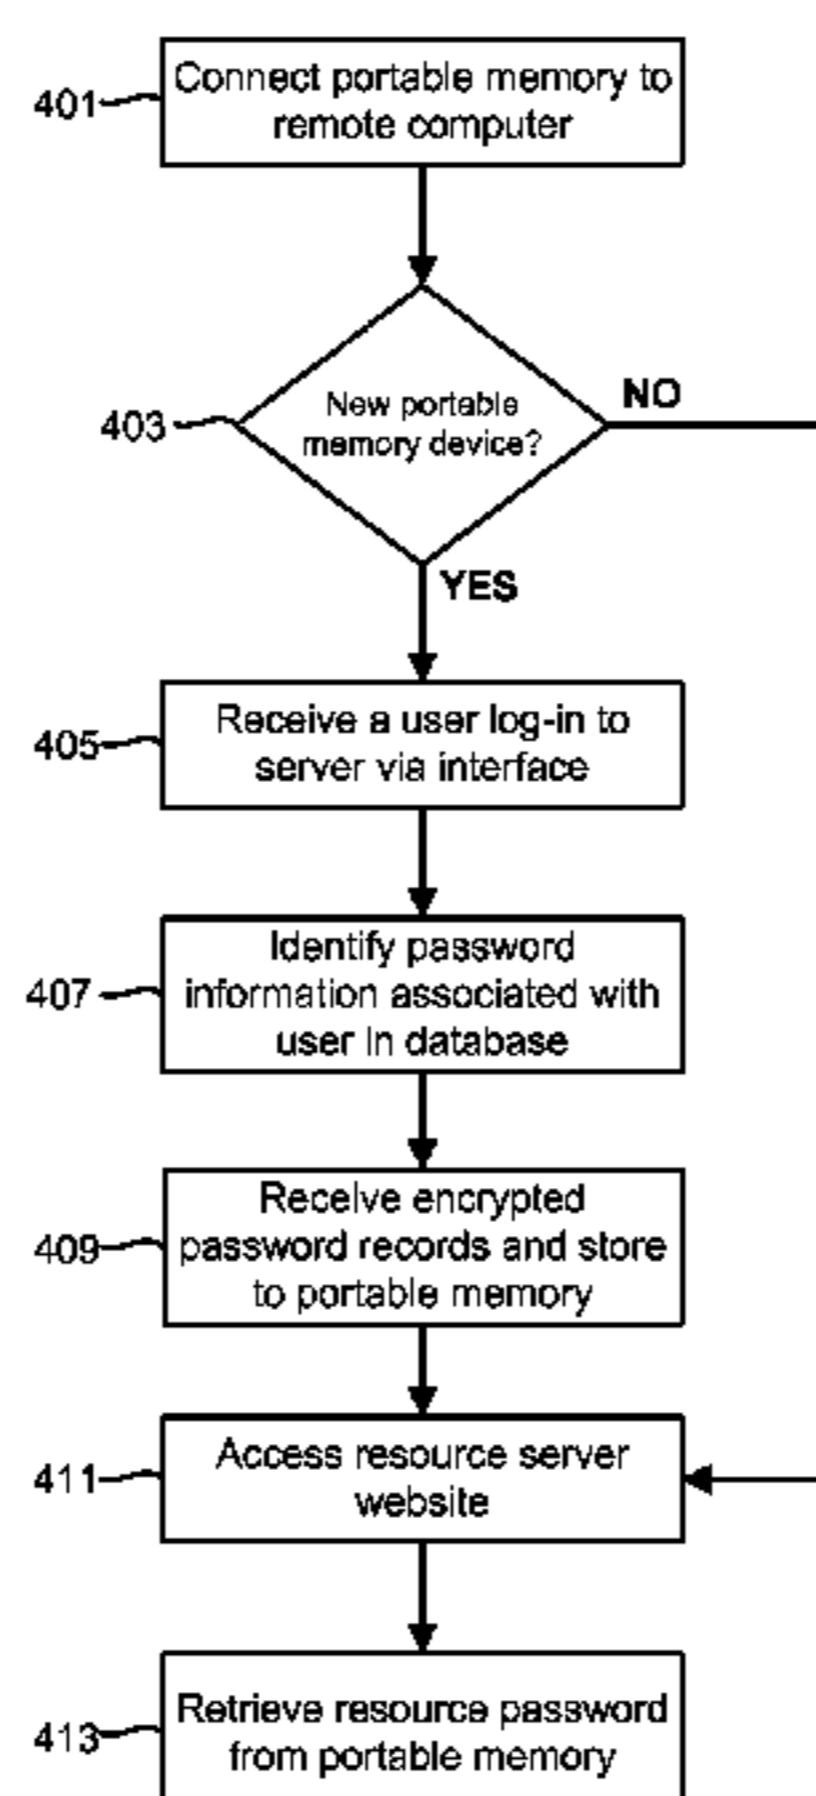 401
Connect portable memory to
remote computer
403
New portable
memory device?
NO
YES
405
Receive a user log-in to
server via interface
407
Identify password
information associated with
user in database
409
Receive encrypted
password records and store
to portable memory
411
Access resource server
website
413
Retrieve resource password
from portable memory